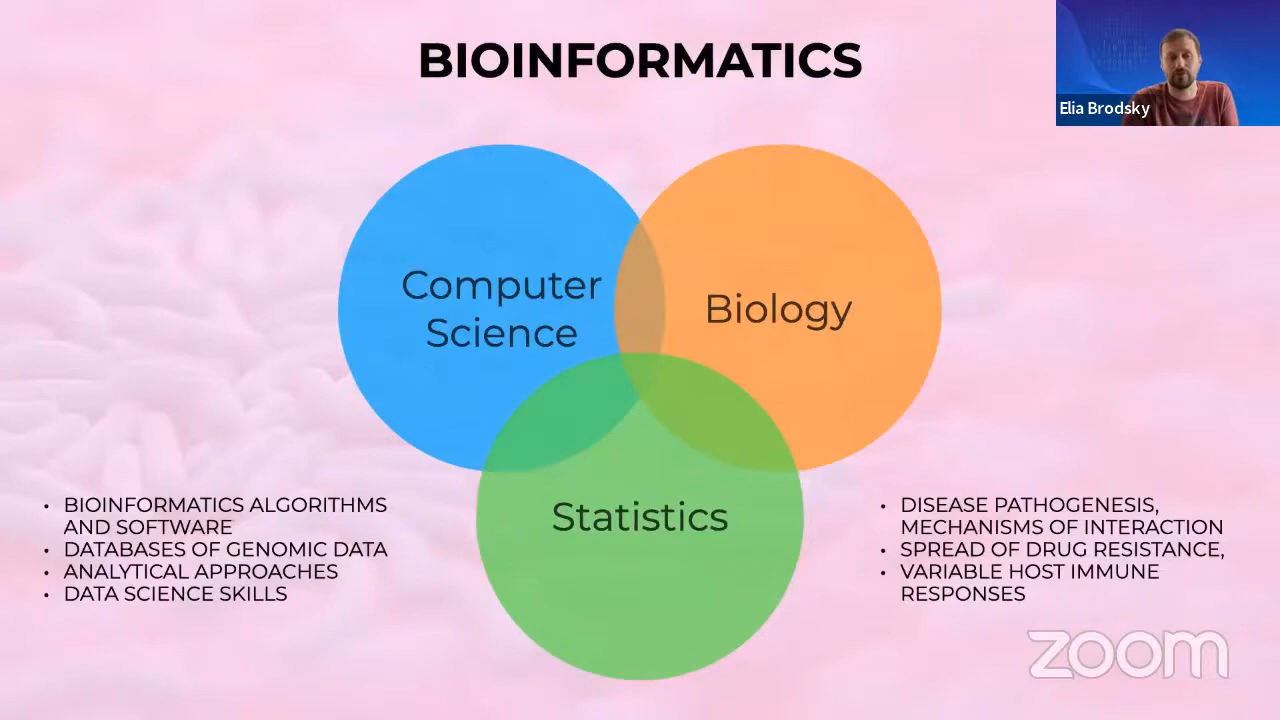 BIOINFORMATICS
Elia Brodsky
Computer
Science
Biology
Statistics
• BIOINFORMATICS ALGORITHMS
AND SOFTWARE
• DATABASES OF GENOMIC DATA
• ANALYTICAL APPROACHES
• DATA SCIENCE SKILLS
• DISEASE PATHOGENESIS,
MECHANISMS OF INTERACTION
• SPREAD OF DRUG RESISTANCE,
• VARIABLE HOST IMMUNE
RESPONSES
zoom